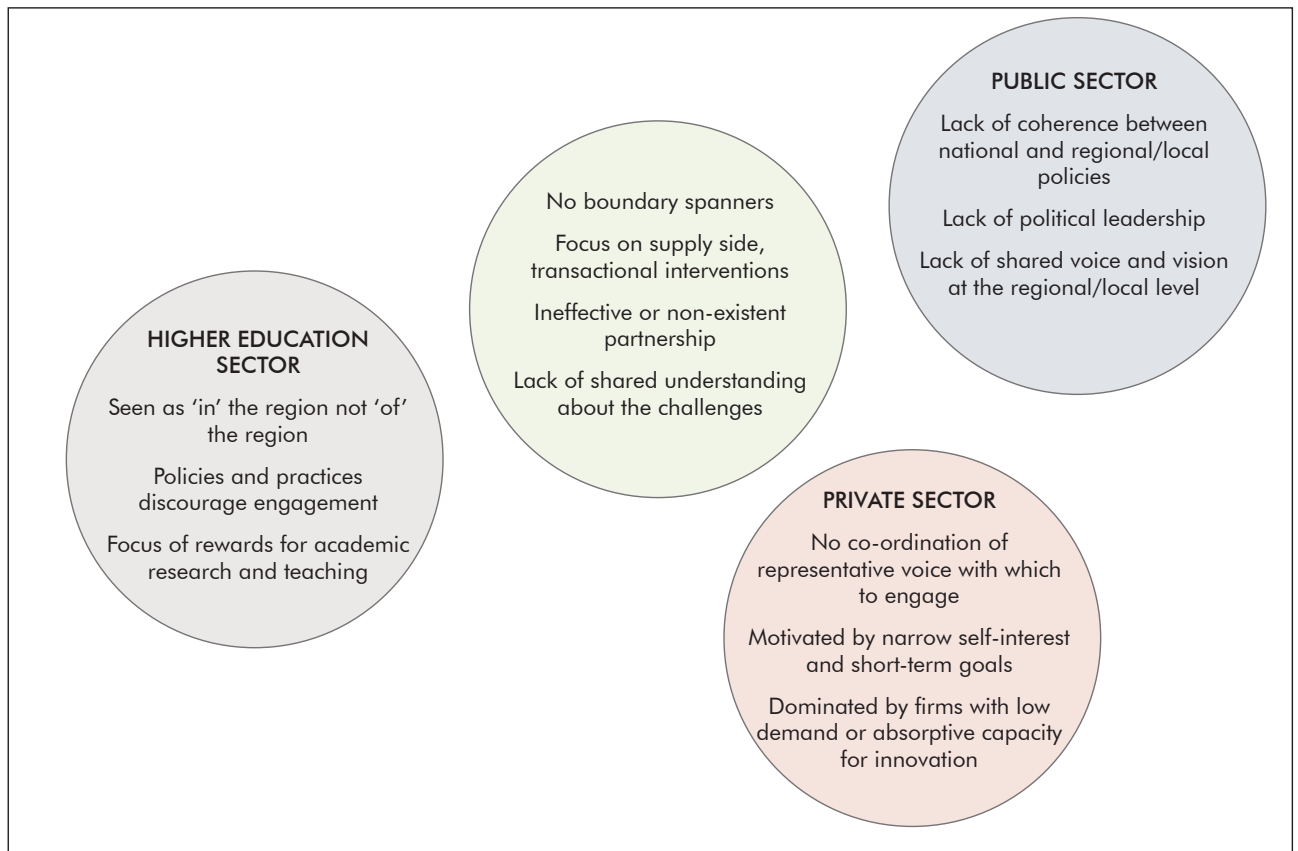 PUBLIC SECTOR
Lack of coherence between
national and regional/local
policies
Lack of political leadership
Lack of shared voice and vision
at the regional/local level
No boundary spanners
Focus on supply side,
transactional interventions
Ineffective or non-existent
partnership
Lack of shared understanding
about the challenges
HIGHER EDUCATION
SECTOR
Seen as ‘in’ the region not ‘of’
the region
Policies and practices
discourage engagement
Focus of rewards for academic
research and teaching
PRIVATE SECTOR
No co-ordination of
representative voice with which
to engage
Motivated by narrow self-interest
and short-term goals
Dominated by firms with low
demand or absorptive capacity
for innovation